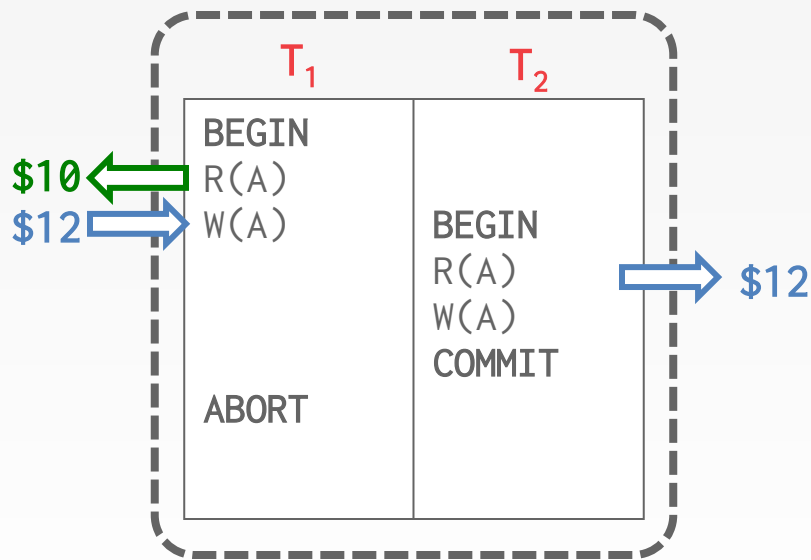 T1 T2
BEGIN
$10 R(A)
$12 W(A) BEGIN
R(A) $12
W(A)
COMMIT
ABORT